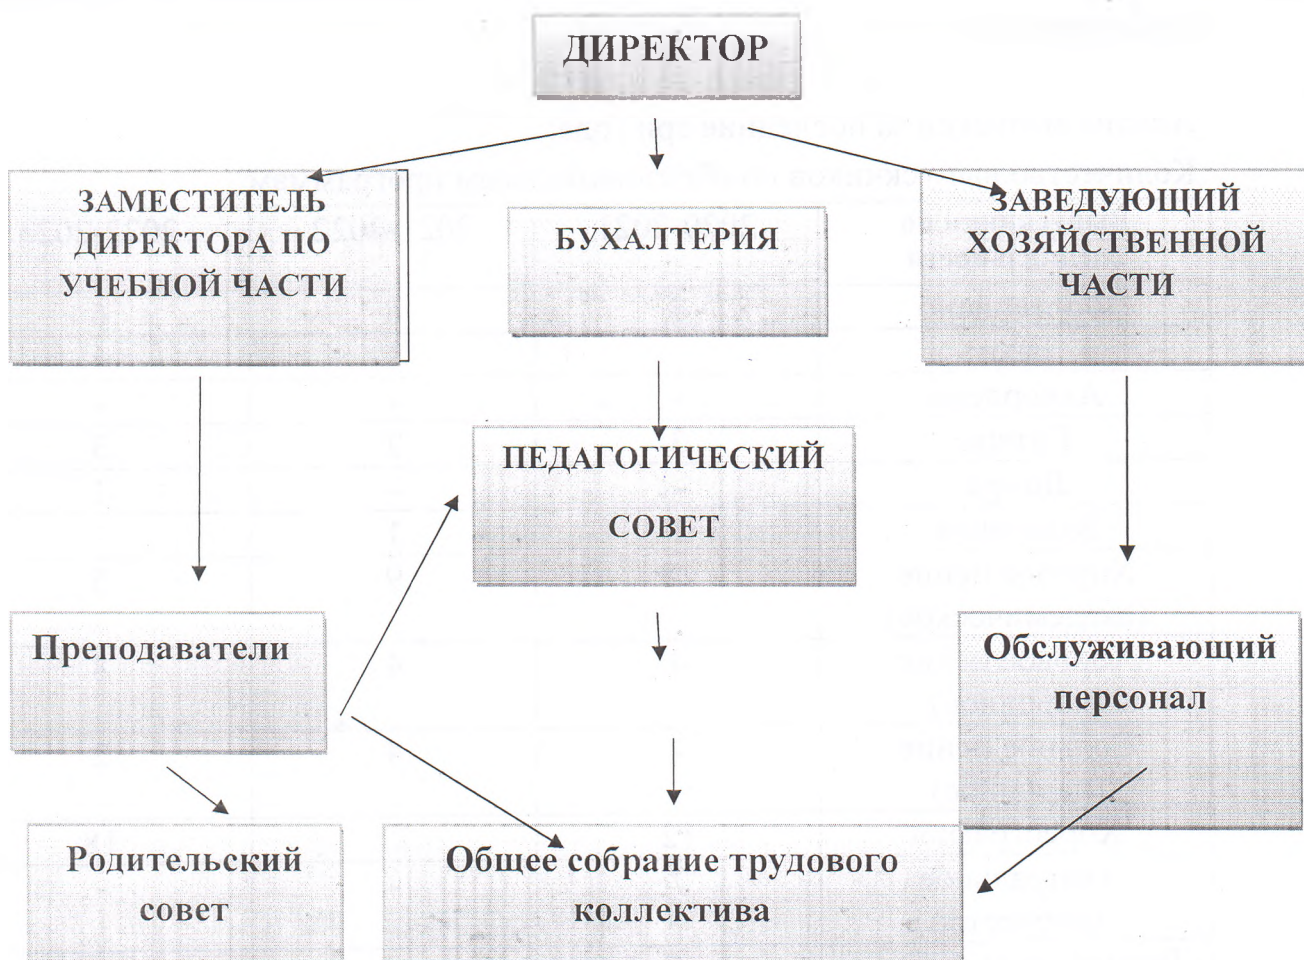 ДИРЕКТОР
ЗАМЕСТИТЕЛЬ
ДИРЕКТОРА ПО
УЧЕБНОЙ ЧАСТИ
БУХАЛТЕРИЯ
ЗАВЕДУЮЩИЙ
ХОЗЯЙСТВЕННОЙ
ЧАСТИ
ПЕДАГОГИЧЕСКИЙ
СОВЕТ
Преподаватели
Обслуживающий
персонал
Родительский
совет
Общее собрание трудового
коллектива